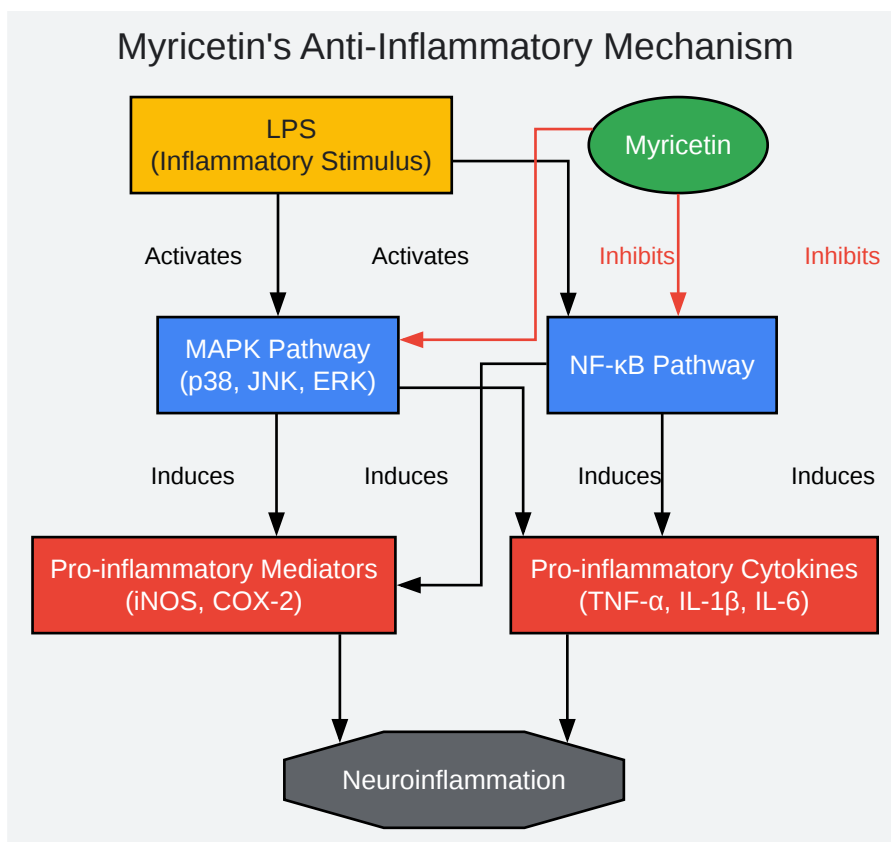 Myricetin's Anti-Inflammatory Mechanism
LPS
(Inflammatory Stimulus)
Myricetin
Activates
Activates
Inhibits
Inhibits
MAPK Pathway
(p38, JNK, ERK)
NF-κB Pathway
Induces
Induces
Induces
Induces
Pro-inflammatory Mediators
(iNOS, COX-2)
Pro-inflammatory Cytokines
(TNF-α, IL-1β, IL-6)
Neuroinflammation